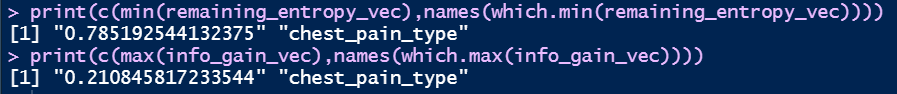 > print(c(min(remaining_entropy_vec),names(which.min(remaining_entropy_vec))))
[1] "0.785192544132375" "chest_pain_type"
> print(c(max(info_gain_vec),names(which.max(info_gain_vec))))
[1] "0.210845817233544" "chest_pain_type"